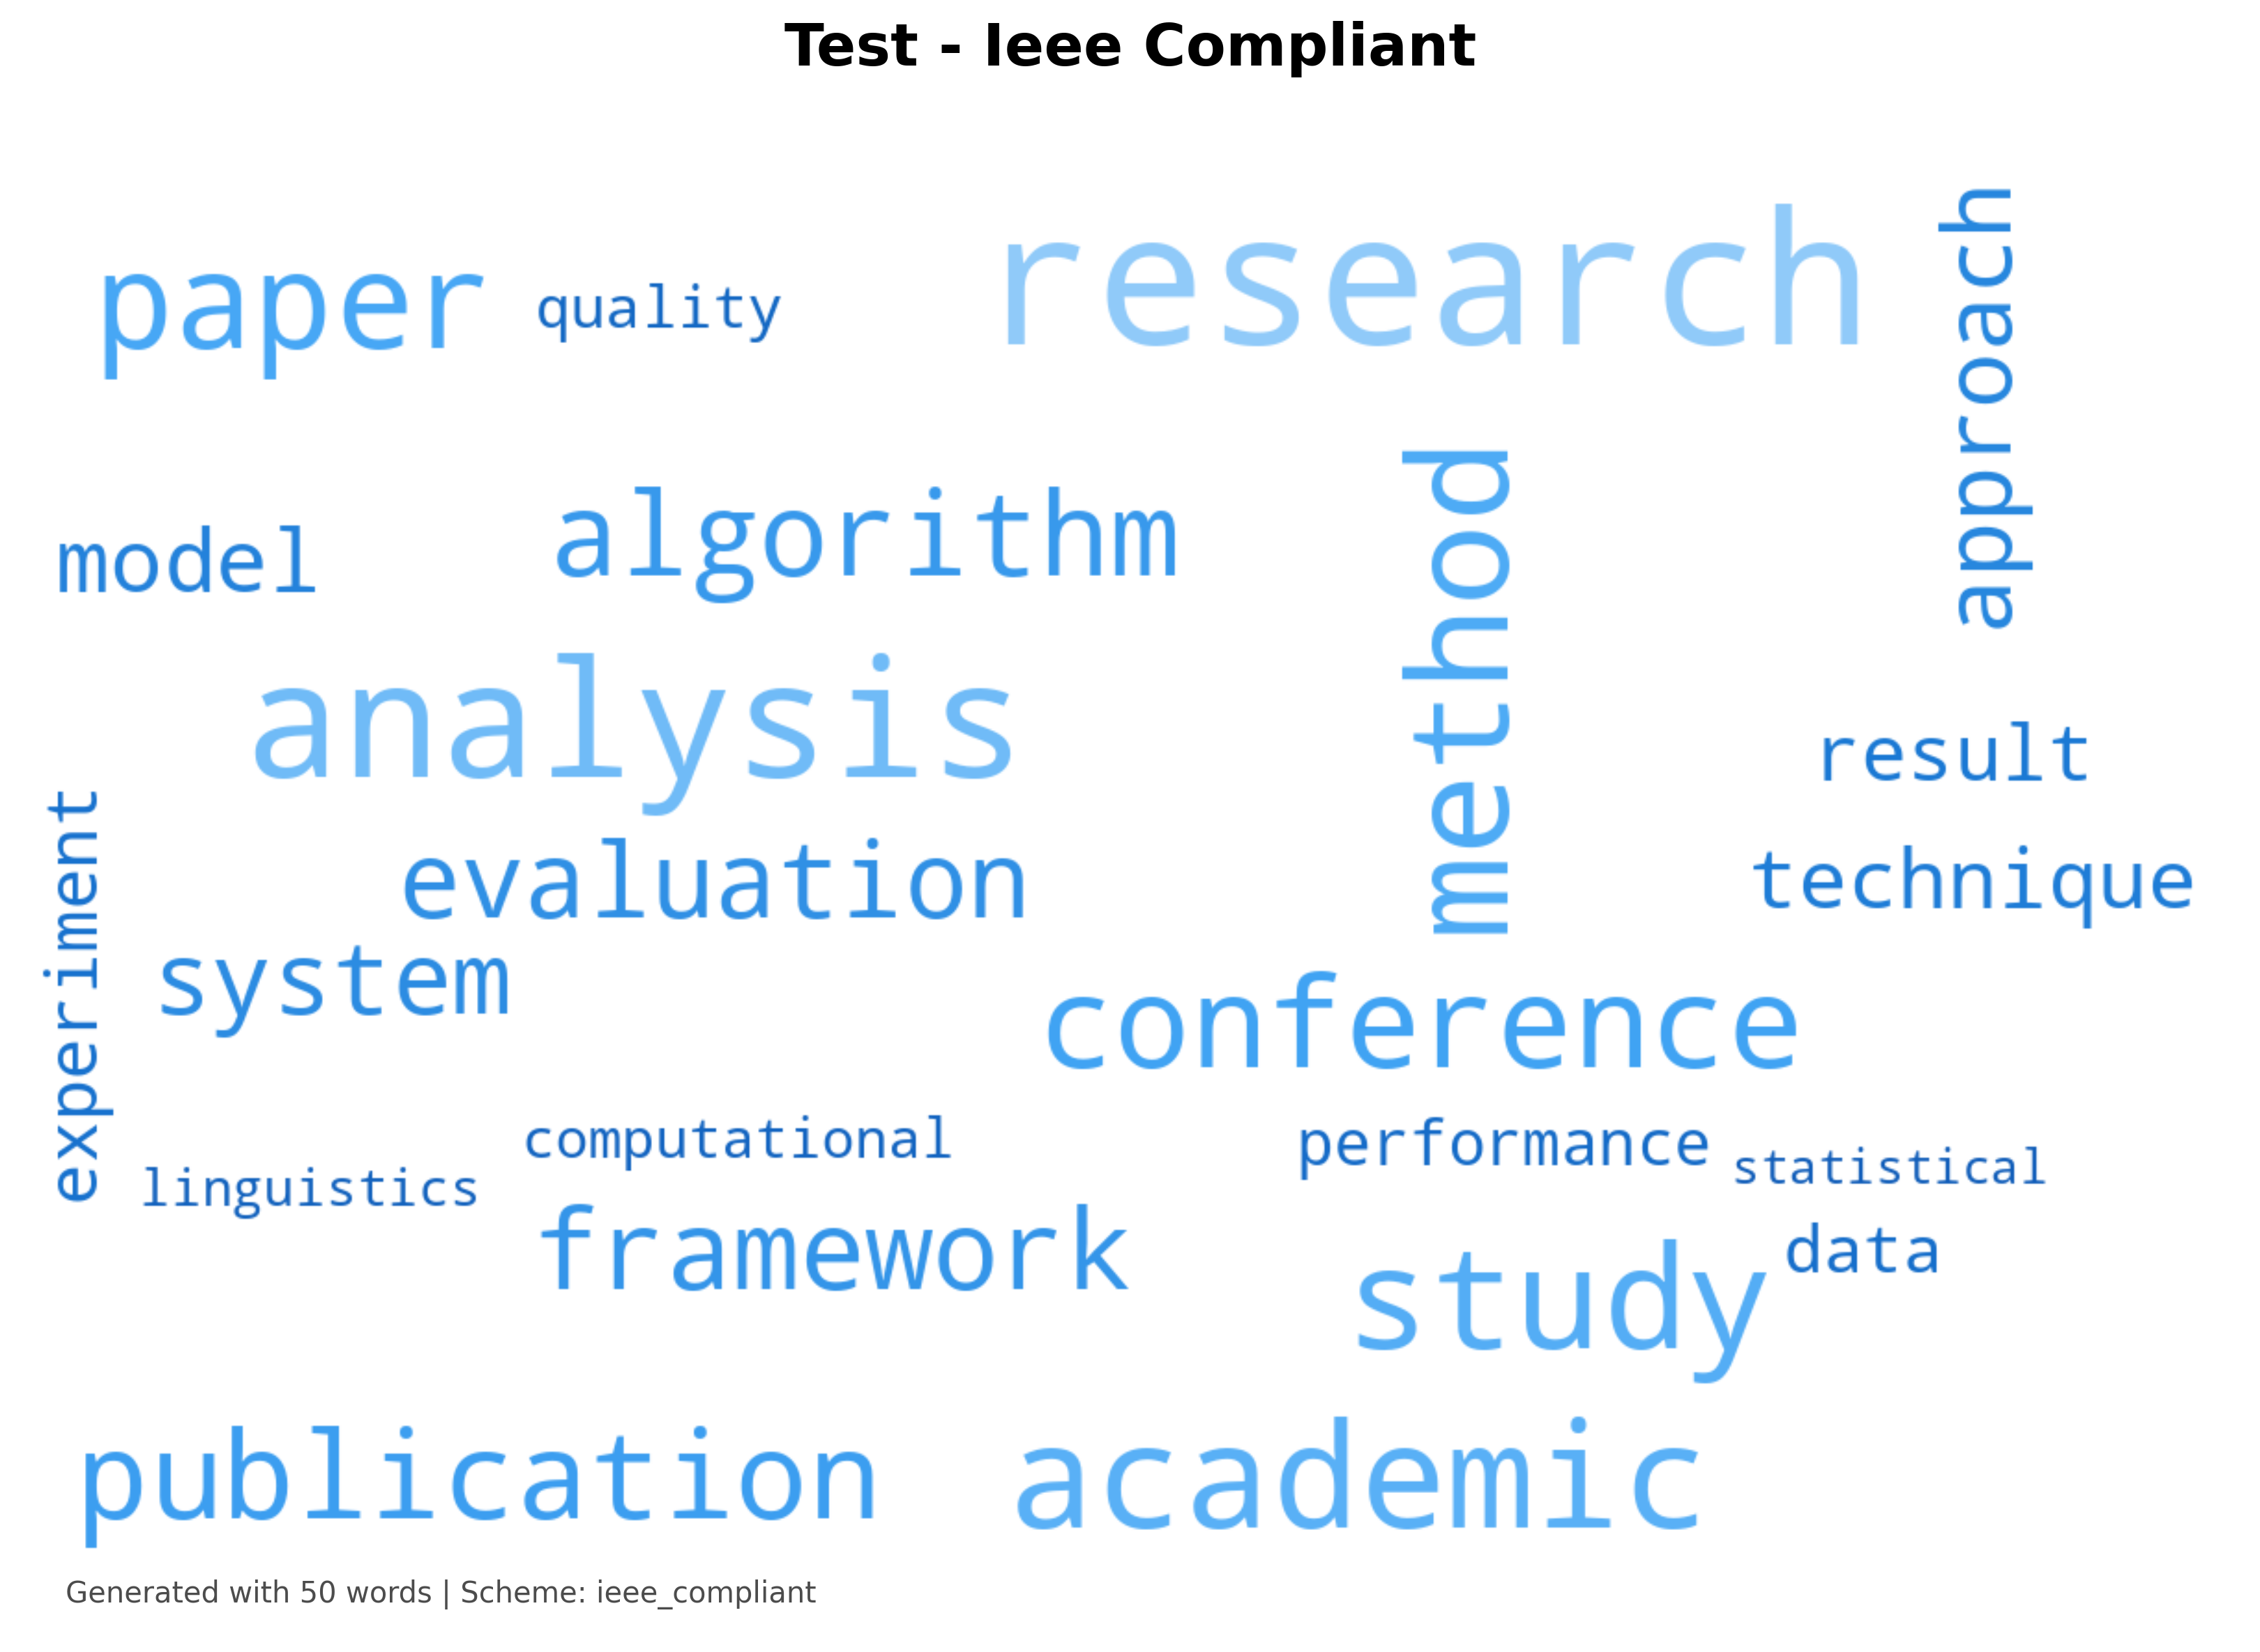 Test - Ieee Compliant
paper
quality
research
approach
model
algorithm
method
analysis
result
experiment
evaluation
technique
system
conference
computational
performance
statistical
linguistics
framework
data
study
publication
academic
Generated with 50 words | Scheme: ieee_compliant